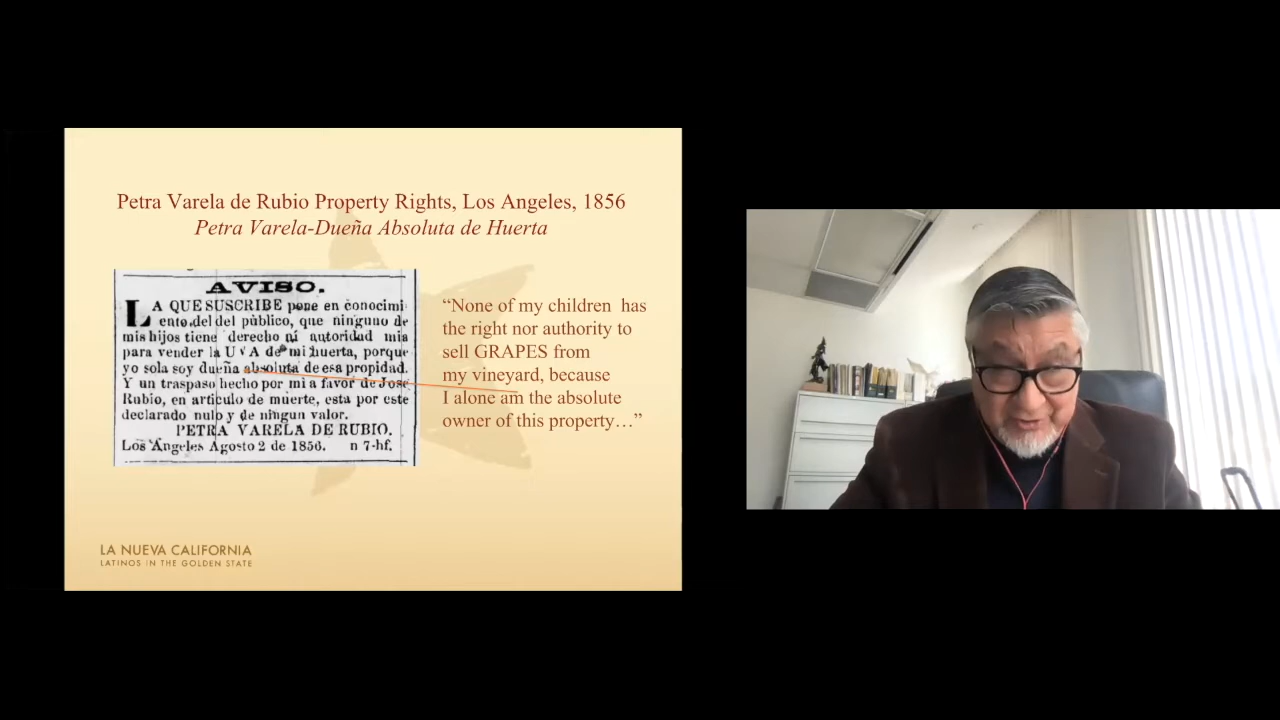 Petra Varela de Rubio Property Rights, Los Angeles, 1856
Petra Varela-Dueña Absoluta de Huerta
AVISO.
LA QUE SUSCRIBE pone en conocimi
ento.del del pùblico, que ninguno de
mis hijos tiene derecho ni autoridad mia
para vender la UVA de mi huerta, porque
yo sola soy dueña absoluta de esa propidad.
Y un traspaso hecho por mi a favor de Jose
Rubio, en articulo de muerte, esta por este
declarado nulo y de ningun valor.
PETRA VARELA DE RUBIO.
Los Angeles Agosto 2 de 1856. n 7-hf.
“None of my children has
the right nor authority to
sell GRAPES from
my vineyard, because
I alone am the absolute
owner of this property…”
LA NUEVA CALIFORNIA
LATINOS IN THE GOLDEN STATE